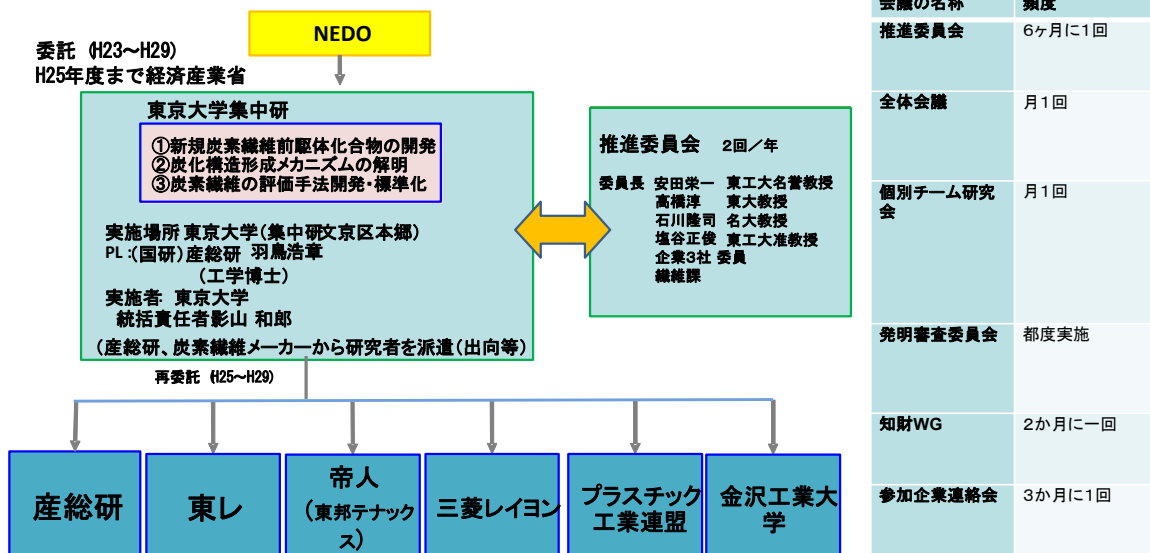 NEDO
委託 (H23～H29)
H25年度まで経済産業省
東京大学集中研
①新規炭素繊維前駆体化合物の開発
②炭化構造形成メカニズムの解明
③炭素繊維の評価手法開発・標準化
実施場所 東京大学(集中研文京区本郷)
PL :(国研)産総研 羽鳥浩章
(工学博士)
実施者 東京大学
統括責任者影山 和郎
(産総研、炭素繊維メーカーから研究者を派遣(出向等)
推進委員会 2回／年
委員長 安田栄一 東工大名誉教授
高橋淳 東大教授
石川隆司 名大教授
塩谷正俊 東工大准教授
企業3社 委員
繊維課
再委託 (H25～H29)
産総研
東レ
帝人
(東邦テナック
ス)
三菱レイヨン
プラスチック
工業連盟
金沢工業大
学
会議の名称 頻度
推進委員会 6ヶ月に1回
全体会議 月1回
個別チーム研究
会 月1回
発明審査委員会 都度実施
知財WG 2か月に一回
参加企業連絡会 3か月に1回